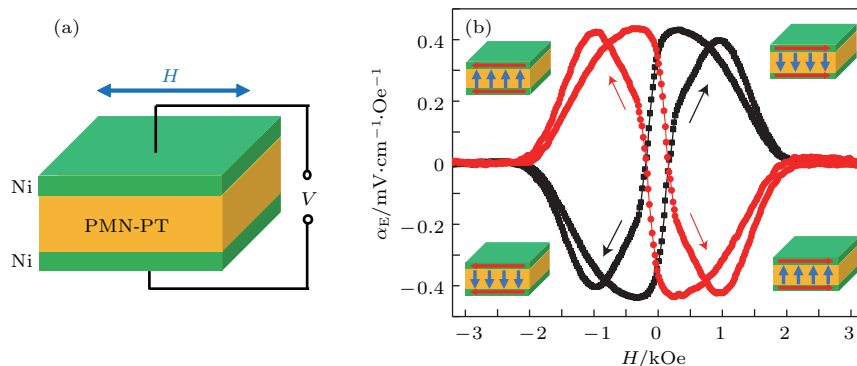 (a)
H
Ni
PMN-PT
Ni
V
(b)
0.4
0.2
0
−0.2
−0.4
αE/mV·cm−1·Oe−1
−3
−2
−1
0
1
2
3
H/kOe